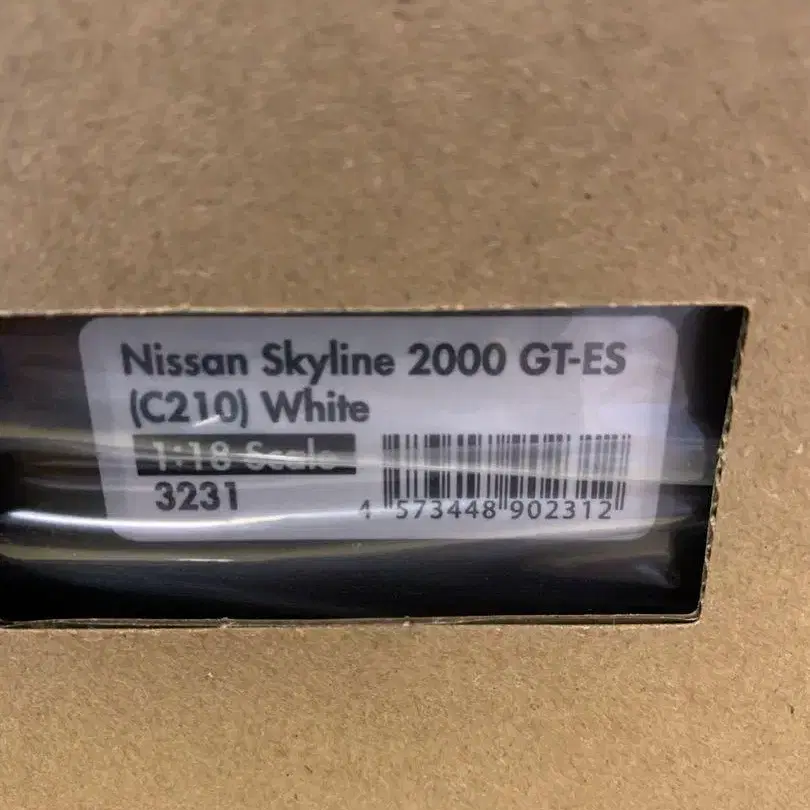 Nissan Skyline 2000 GT-ES
(C210) White
1:18 Scale
3231
4 573448 902312